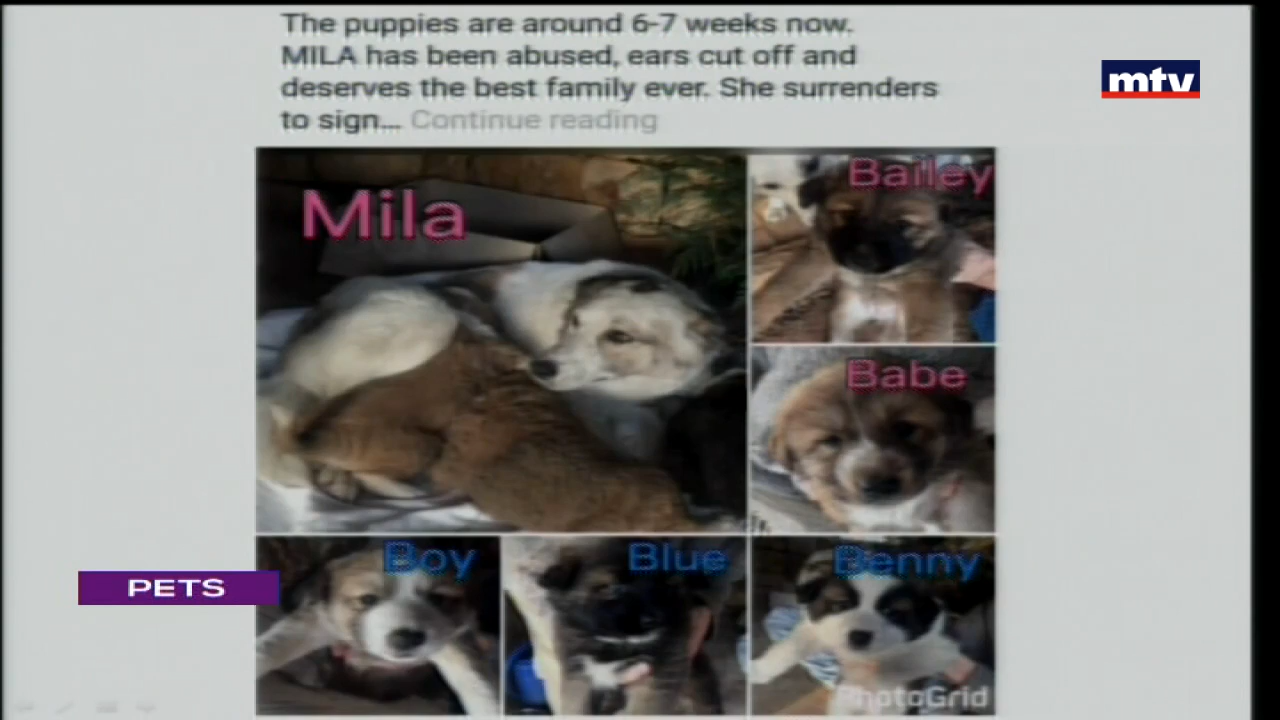 The puppies are around 6-7 weeks now.
MILA has been abused, ears cut off and
deserves the best family ever. She surrenders
to sign... Continue reading
mtv
Mila
Bailey
Babe
Boy
Blue
Benny
PETS
PhotoGrid